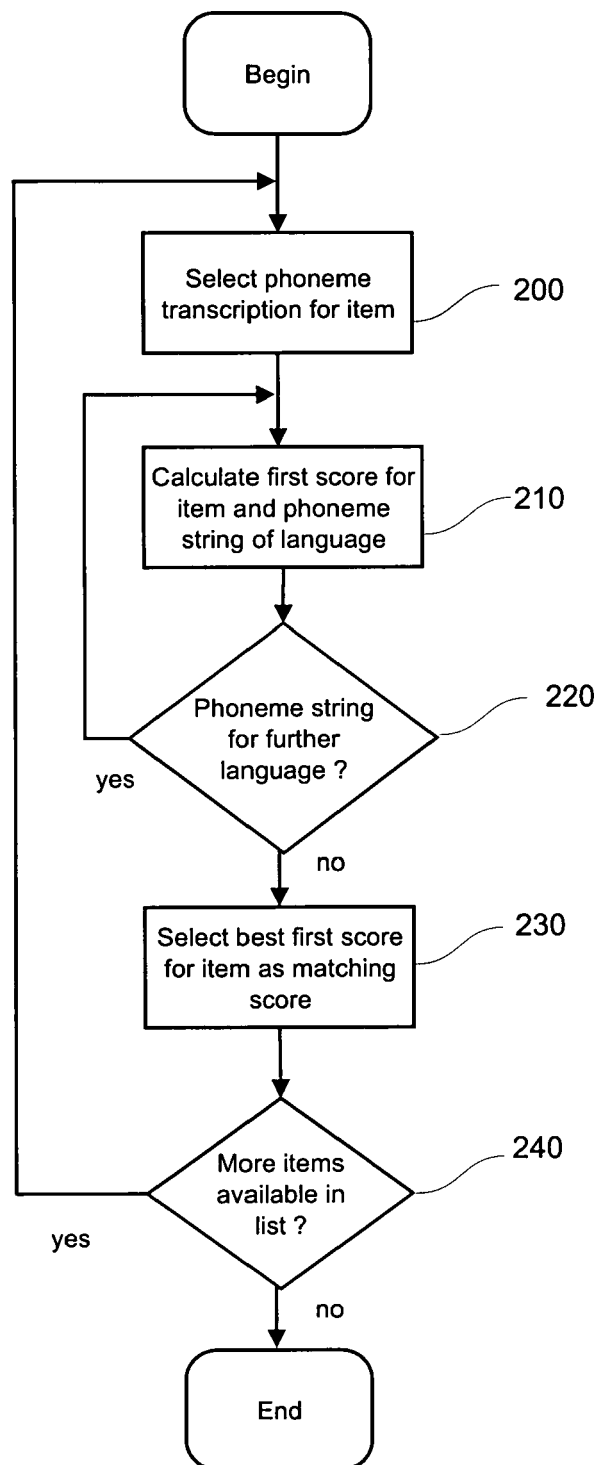 Begin
Select phoneme
transcription for item
200
Calculate first score for
item and phoneme
string of language
210
Phoneme string
for further
language ?
220
yes
no
Select best first score
for item as matching
score
230
More items
available in
list ?
240
yes
no
End